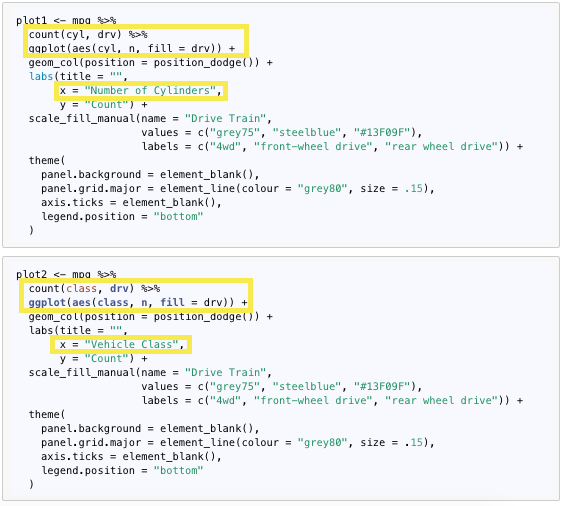 plot1 <- mpg %>%
  count(cyl, drv) %>%
  ggplot(aes(cyl, n, fill = drv)) +
  geom_col(position = position_dodge()) +
  labs(title = "",
       x = "Number of Cylinders",
       y = "Count") +
  scale_fill_manual(name = "Drive Train",
                    values = c("grey75", "steelblue", "#13F09F"),
                    labels = c("4wd", "front-wheel drive", "rear wheel drive")) +
  theme(
    panel.background = element_blank(),
    panel.grid.major = element_line(colour = "grey80", size = .15),
    axis.ticks = element_blank(),
    legend.position = "bottom"
  )
plot2 <- mpg %>%
  count(class, drv) %>%
  ggplot(aes(class, n, fill = drv)) +
  geom_col(position = position_dodge()) +
  labs(title = "",
       x = "Vehicle Class",
       y = "Count") +
  scale_fill_manual(name = "Drive Train",
                    values = c("grey75", "steelblue", "#13F09F"),
                    labels = c("4wd", "front-wheel drive", "rear wheel drive")) +
  theme(
    panel.background = element_blank(),
    panel.grid.major = element_line(colour = "grey80", size = .15),
    axis.ticks = element_blank(),
    legend.position = "bottom"
  )